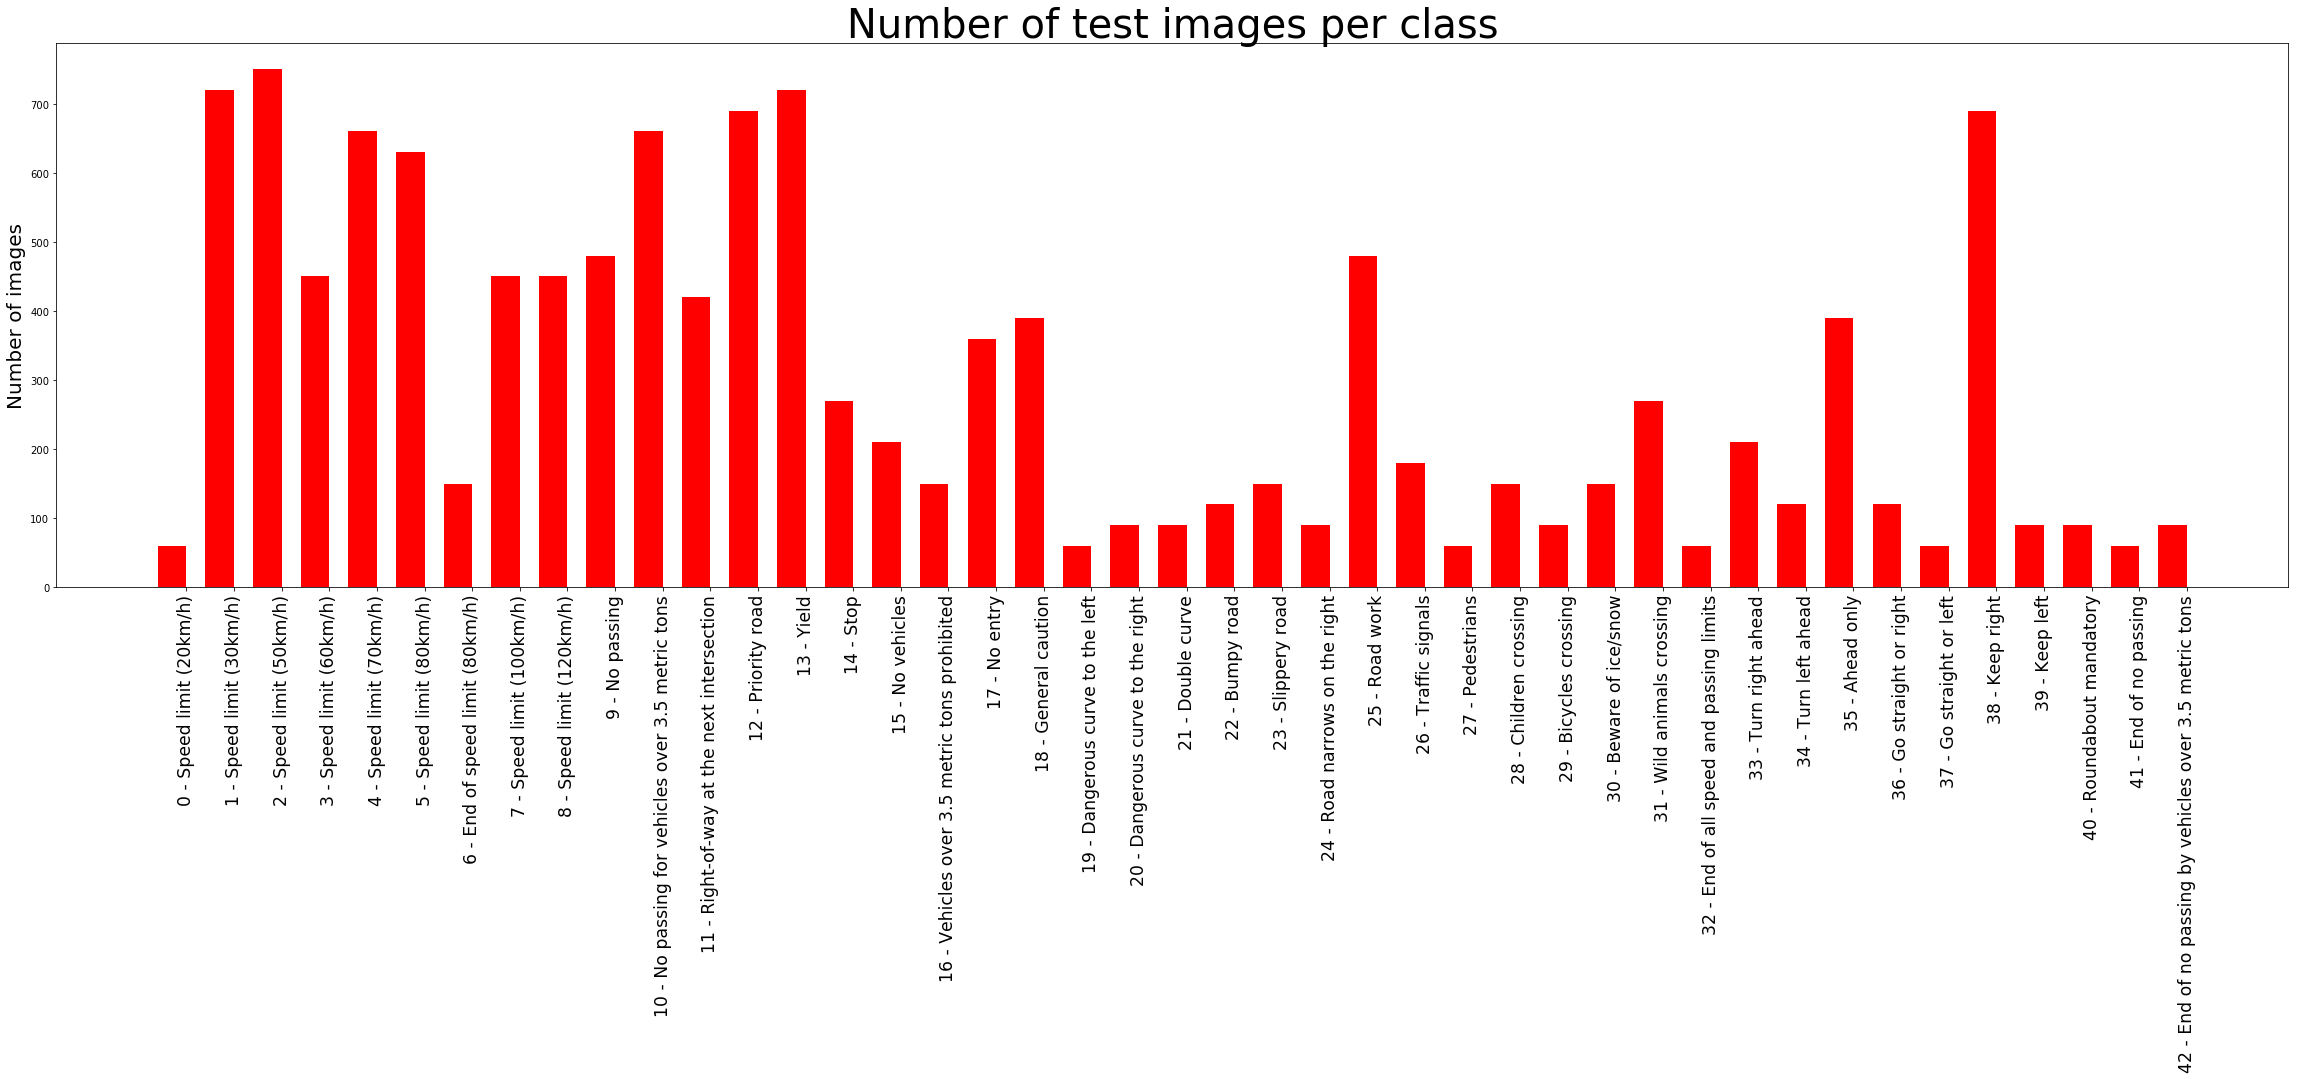 Number of test images per class
Number of images
700
600
500
400
300
200
100
0
0 - Speed limit (20km/h)
1 - Speed limit (30km/h)
2 - Speed limit (50km/h)
3 - Speed limit (60km/h)
4 - Speed limit (70km/h)
5 - Speed limit (80km/h)
6 - End of speed limit (80km/h)
7 - Speed limit (100km/h)
8 - Speed limit (120km/h)
9 - No passing
10 - No passing for vehicles over 3.5 metric tons
11 - Right-of-way at the next intersection
12 - Priority road
13 - Yield
14 - Stop
15 - No vehicles
16 - Vehicles over 3.5 metric tons prohibited
17 - No entry
18 - General caution
19 - Dangerous curve to the left
20 - Dangerous curve to the right
21 - Double curve
22 - Bumpy road
23 - Slippery road
24 - Road narrows on the right
25 - Road work
26 - Traffic signals
27 - Pedestrians
28 - Children crossing
29 - Bicycles crossing
30 - Beware of ice/snow
31 - Wild animals crossing
32 - End of all speed and passing limits
33 - Turn right ahead
34 - Turn left ahead
35 - Ahead only
36 - Go straight or right
37 - Go straight or left
38 - Keep right
39 - Keep left
40 - Roundabout mandatory
41 - End of no passing
42 - End of no passing by vehicles over 3.5 metric tons